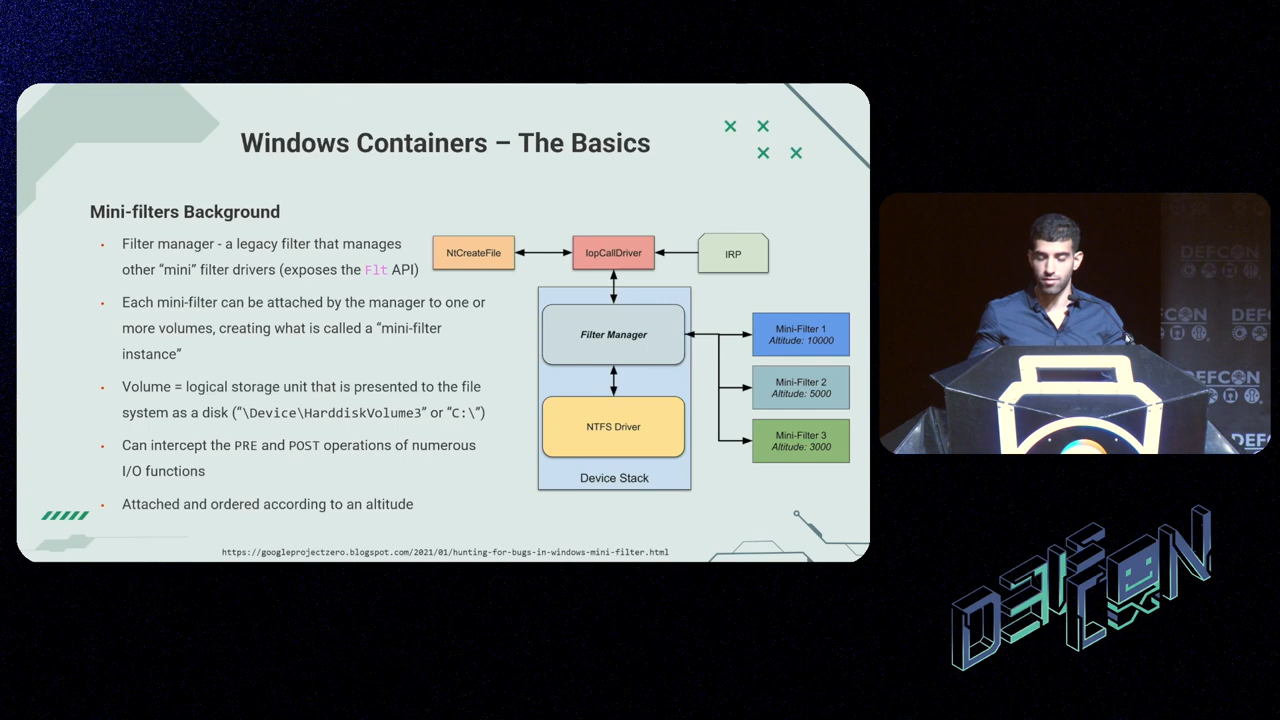 Windows Containers – The Basics
Mini-filters Background
Filter manager - a legacy filter that manages
other “mini” filter drivers (exposes the Flt API)
Each mini-filter can be attached by the manager to one or
more volumes, creating what is called a “mini-filter
instance”
Volume = logical storage unit that is presented to the file
system as a disk (“\Device\HarddiskVolume3” or “C:\”)
Can intercept the PRE and POST operations of numerous
I/O functions
Attached and ordered according to an altitude
NtCreateFile
IopCallDriver
IRP
Filter Manager
NTFS Driver
Device Stack
Mini-Filter 1
Altitude: 10000
Mini-Filter 2
Altitude: 5000
Mini-Filter 3
Altitude: 3000
https://googleprojectzero.blogspot.com/2021/01/hunting-for-bugs-in-windows-mini-filter.html
DEFCON
DEFC
DEFCON
DEF
DEF CON